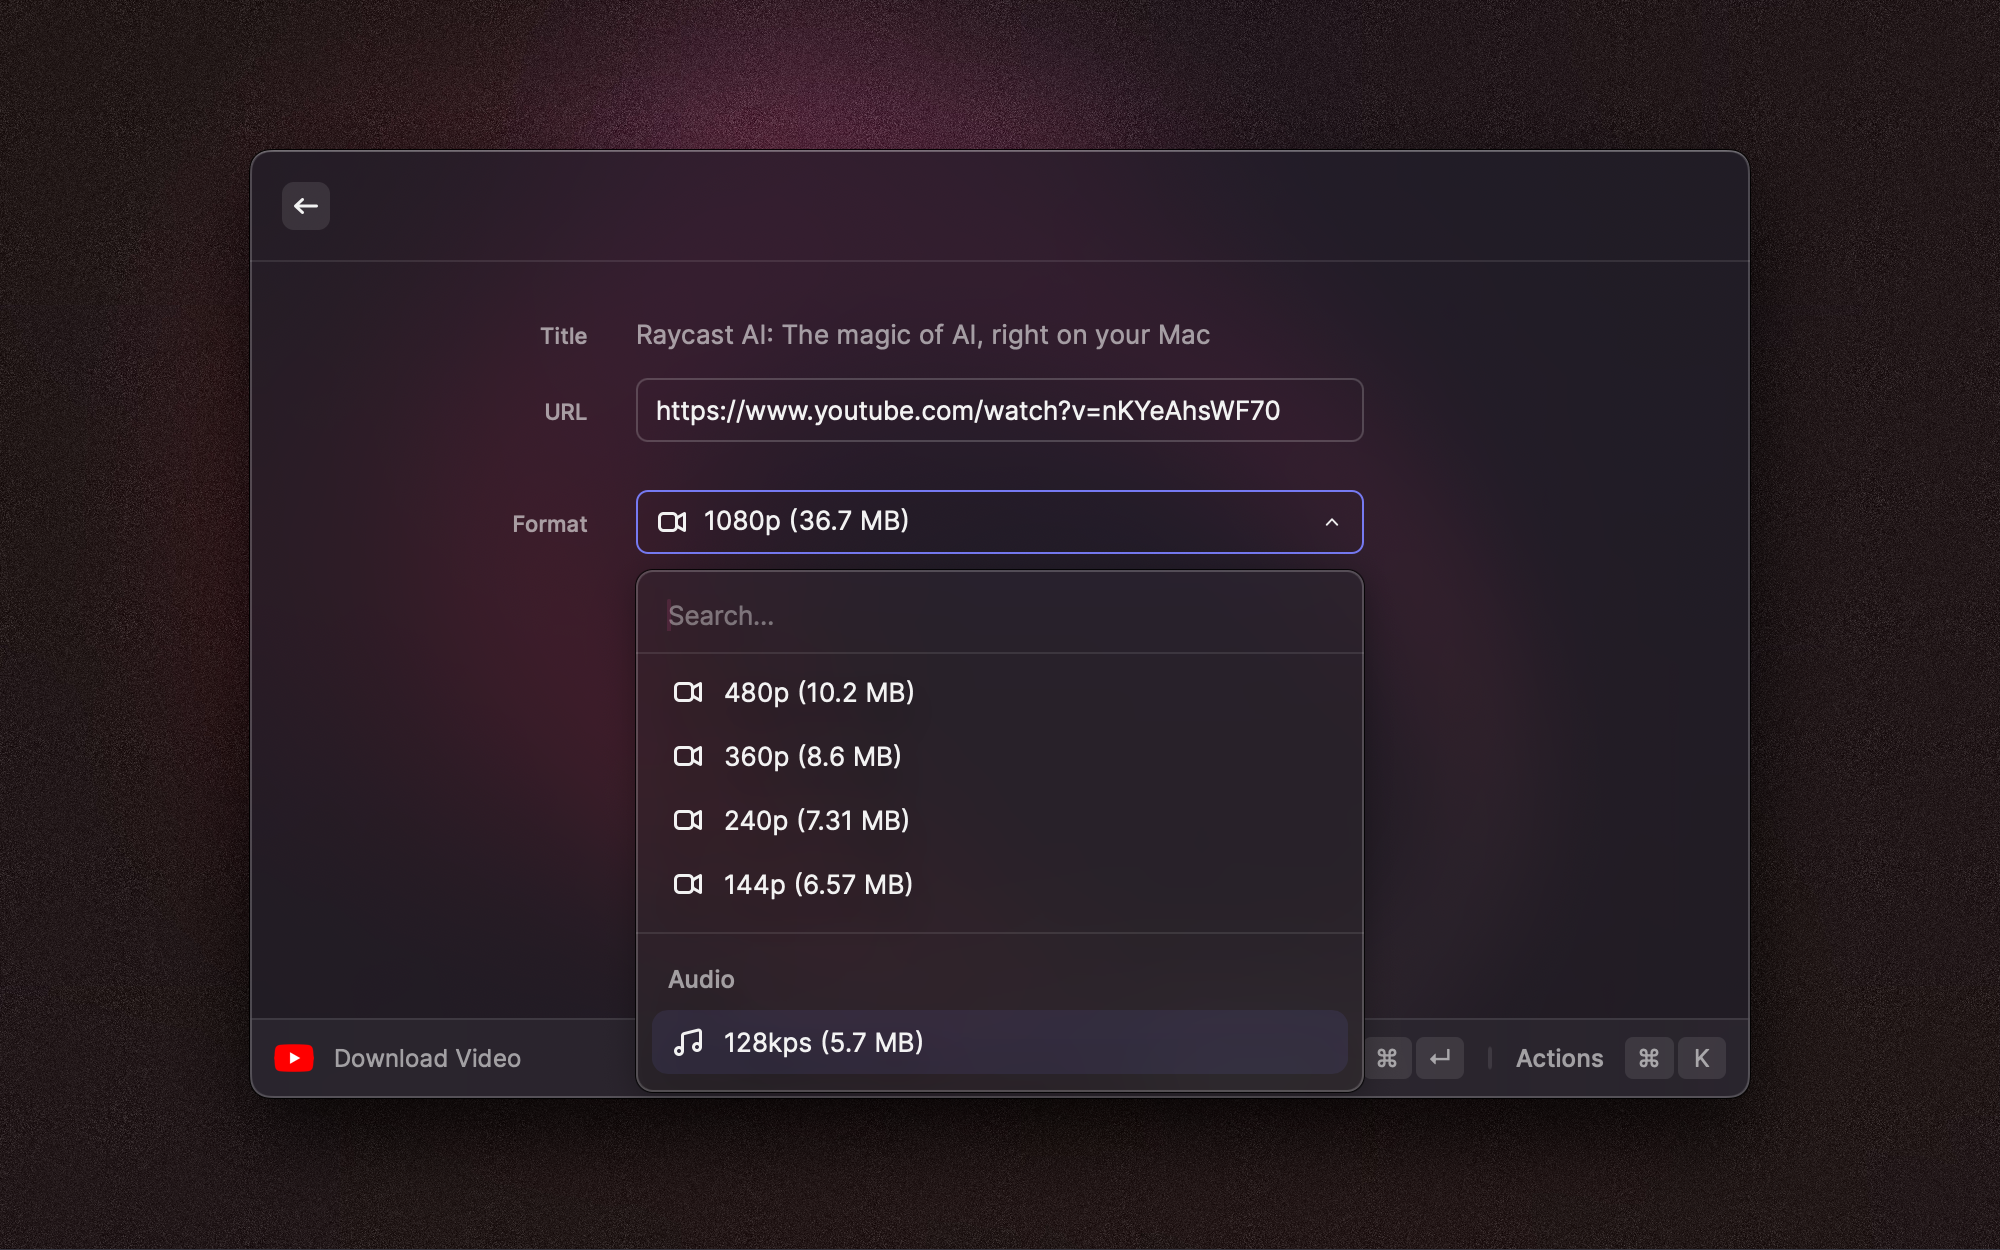 Title Raycast AI: The magic of AI, right on your Mac
URL https://www.youtube.com/watch?v=nKYeAhsWF70
Format 1080p (36.7 MB)
Search...
480p (10.2 MB)
360p (8.6 MB)
240p (7.31 MB)
144p (6.57 MB)
Audio
128kps (5.7 MB)
Download Video ⌘ ↵ Actions ⌘ K